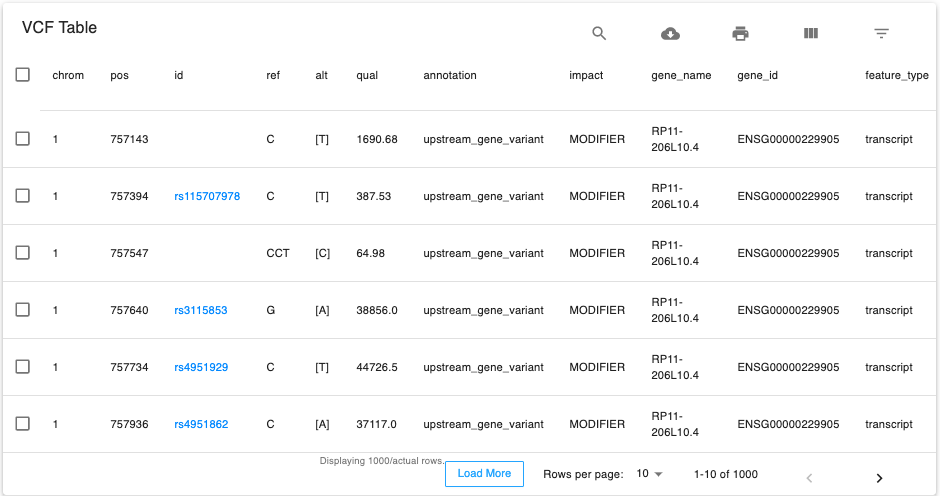 VCF Table
chrom pos id ref alt qual annotation impact gene_name gene_id feature_type
1 757143 C [T] 1690.68 upstream_gene_variant MODIFIER RP11-206L10.4 ENSG00000229905 transcript
1 757394 rs115707978 C [T] 387.53 upstream_gene_variant MODIFIER RP11-206L10.4 ENSG00000229905 transcript
1 757547 CCT [C] 64.98 upstream_gene_variant MODIFIER RP11-206L10.4 ENSG00000229905 transcript
1 757640 rs3115853 G [A] 38856.0 upstream_gene_variant MODIFIER RP11-206L10.4 ENSG00000229905 transcript
1 757734 rs4951929 C [T] 44726.5 upstream_gene_variant MODIFIER RP11-206L10.4 ENSG00000229905 transcript
1 757936 rs4951862 C [A] 37117.0 upstream_gene_variant MODIFIER RP11-206L10.4 ENSG00000229905 transcript
Displaying 1000/actual rows. Load More Rows per page: 10 1-10 of 1000